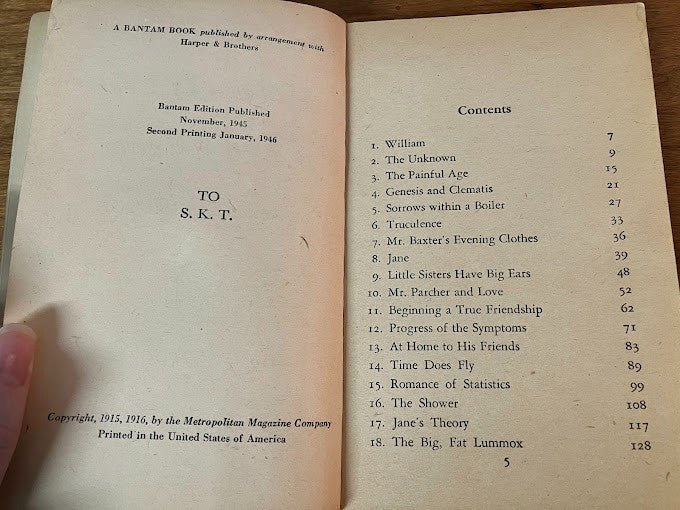 A BANTAM BOOK published by arrangement with
Harper & Brothers
Bantam Edition Published
November, 1945
Second Printing January, 1946
TO
S. K. T.
Copyright, 1915, 1916, by the Metropolitan Magazine Company
Printed in the United States of America
Contents
1. William 7
2. The Unknown 9
3. The Painful Age 15
4. Genesis and Clematis 21
5. Sorrows within a Boiler 27
6. Truculence 33
7. Mr. Baxter's Evening Clothes 36
8. Jane 39
9. Little Sisters Have Big Ears 48
10. Mr. Parcher and Love 52
11. Beginning a True Friendship 62
12. Progress of the Symptoms 71
13. At Home to His Friends 83
14. Time Does Fly 89
15. Romance of Statistics 99
16. The Shower 108
17. Jane's Theory 117
18. The Big, Fat Lummox 128
5